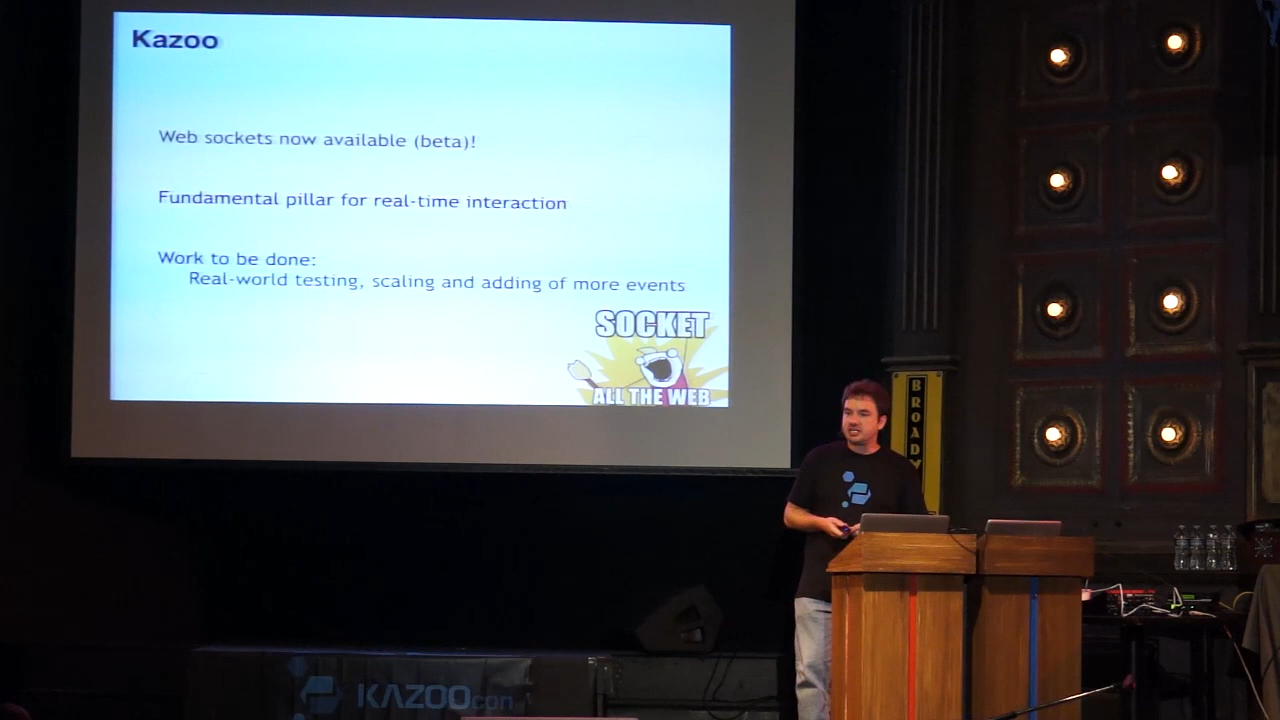 Kazoo
Web sockets now available (beta)!
Fundamental pillar for real-time interaction
Work to be done:
Real-world testing, scaling and adding of more events
SOCKET
ALL THE WEB
BROADW
KAZOOcon